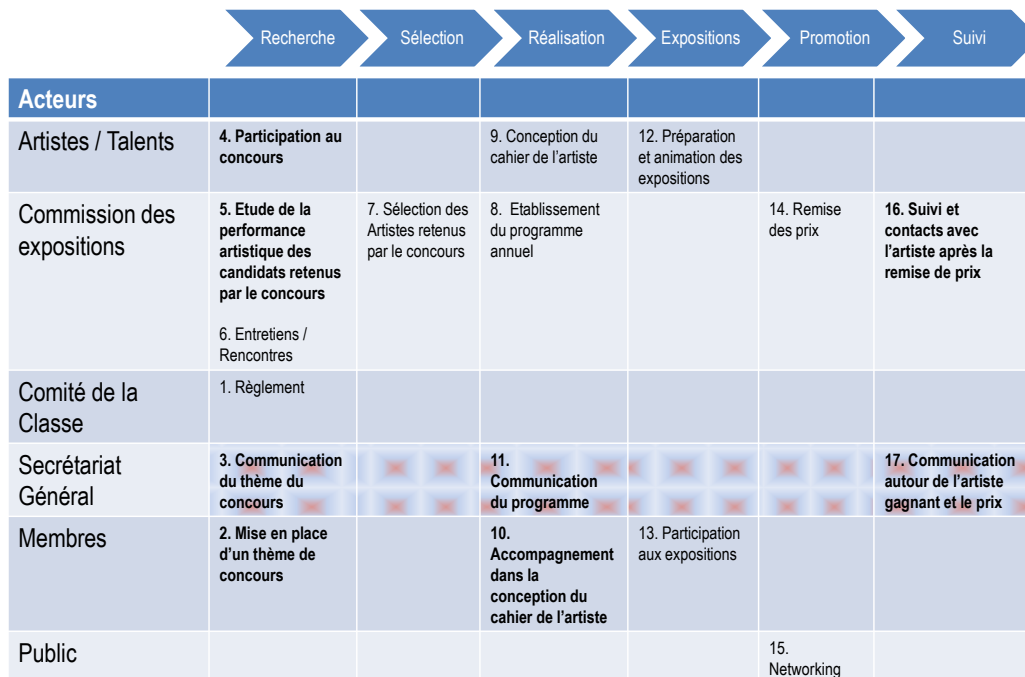 Recherche
Sélection
Réalisation
Expositions
Promotion
Suivi
Acteurs
Artistes / Talents
4. Participation au
concours
9. Conception du
cahier de l'artiste
12. Préparation
et animation des
expositions
Commission des
expositions
5. Etude de la
performance
artistique des
candidats retenus
par le concours
6. Entretiens /
Rencontres
7. Sélection des
Artistes retenus
par le concours
8. Etablissement
du programme
annuel
14. Remise
des prix
16. Suivi et
contacts avec
l'artiste après la
remise de prix
Comité de la
Classe
1. Règlement
Secrétariat
Général
3. Communication
du thème du
concours
11.
Communication
du programme
17. Communication
autour de l'artiste
gagnant et le prix
Membres
2. Mise en place
d'un thème de
concours
10.
Accompagnement
dans la
conception du
cahier de l'artiste
13. Participation
aux expositions
Public
15.
Networking